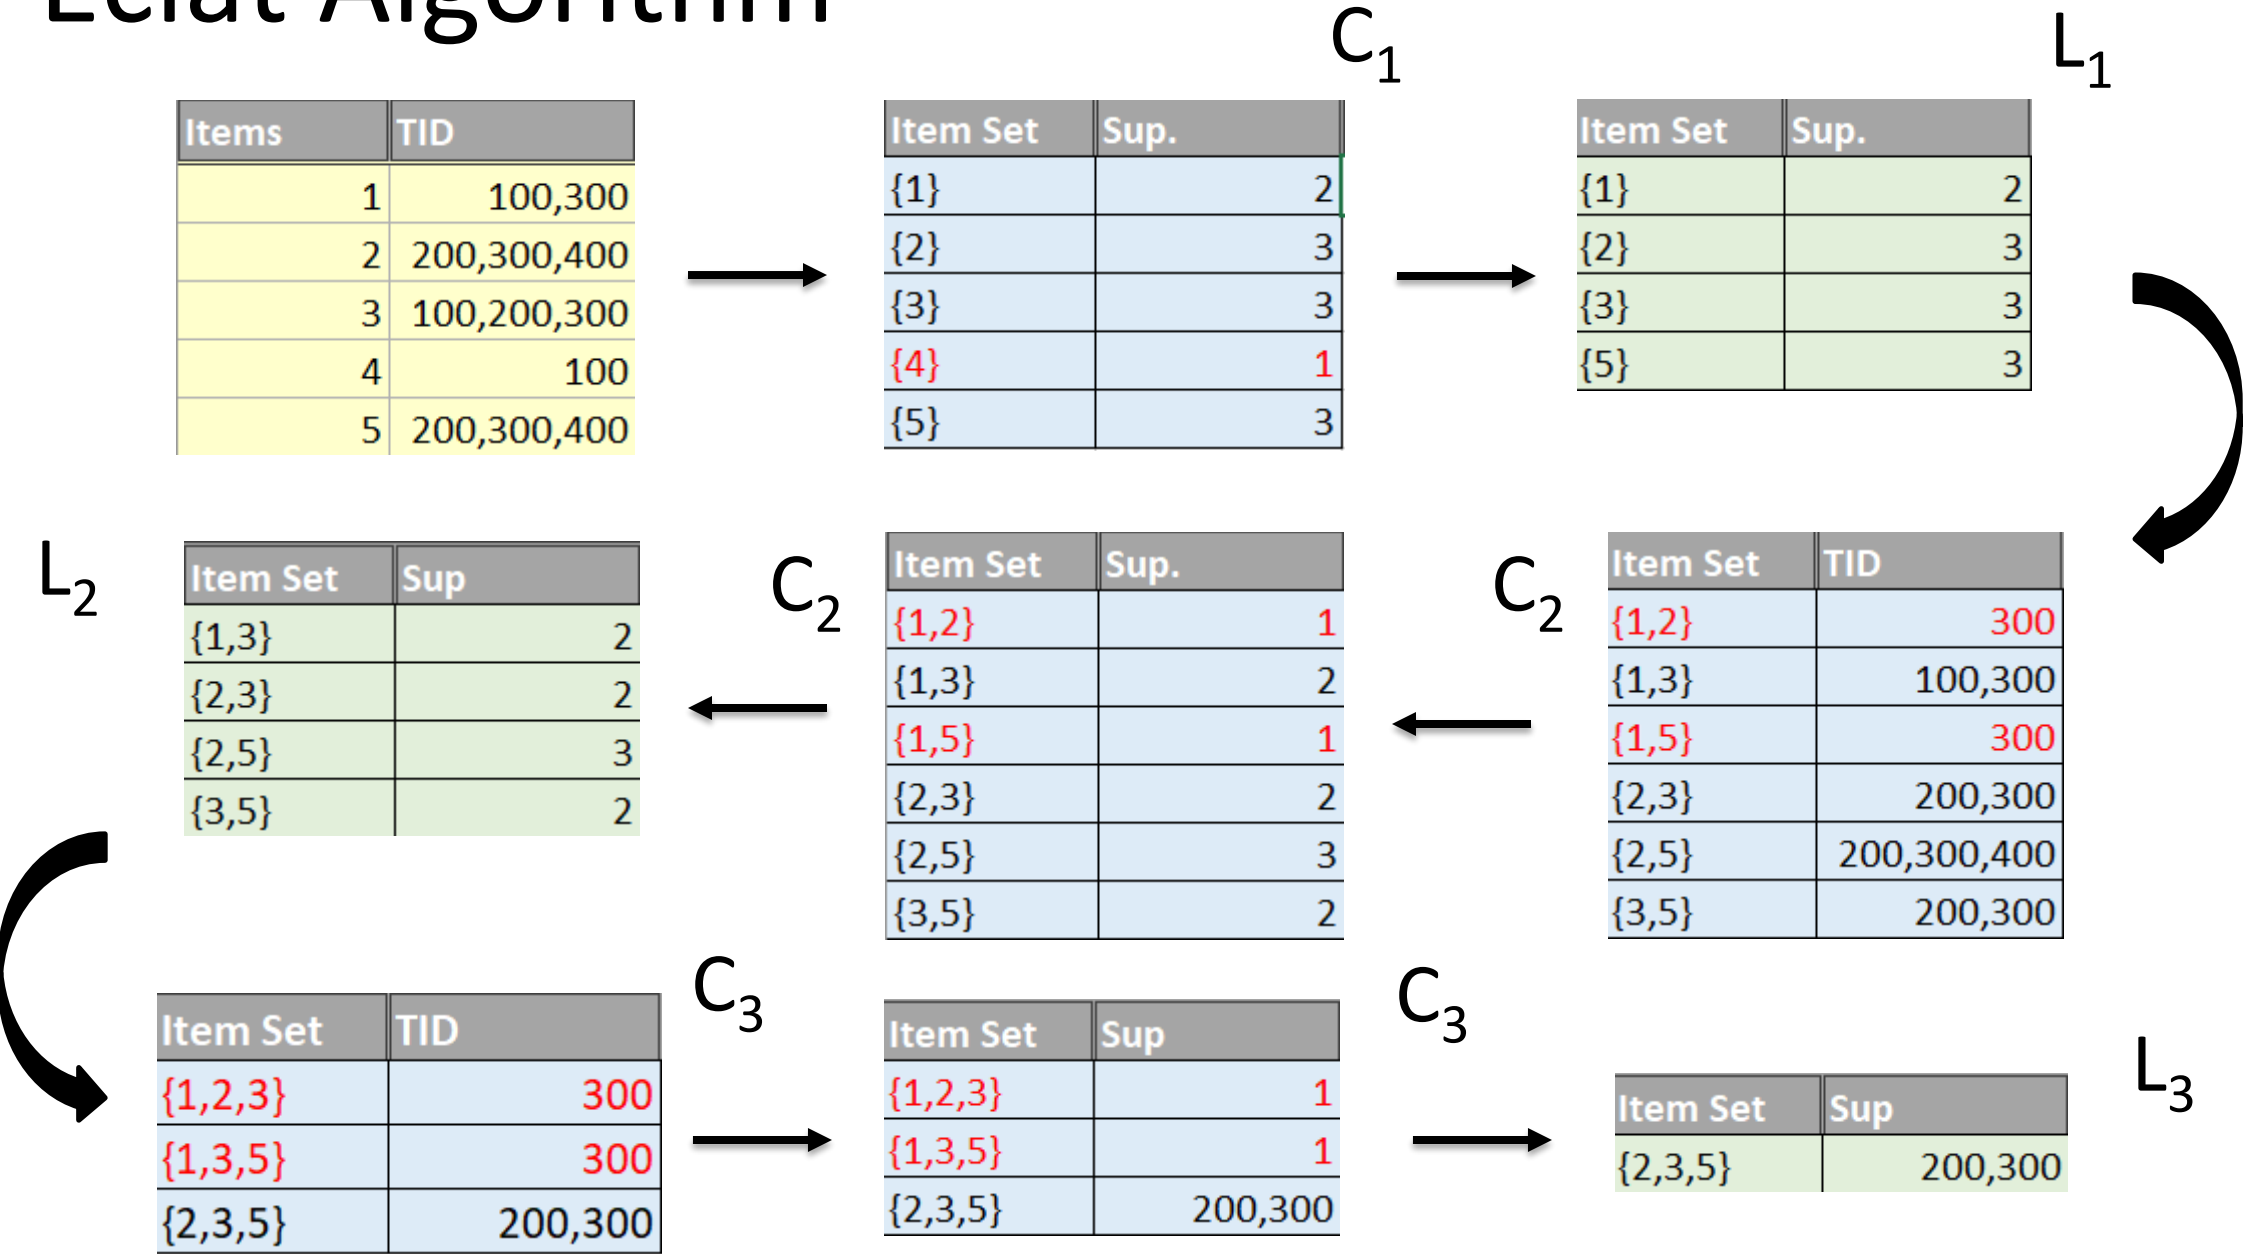 Eclat Algorithm
C1
L1
Items TID
1 100,300
2 200,300,400
3 100,200,300
4 100
5 200,300,400
Item Set Sup.
{1} 2
{2} 3
{3} 3
{4} 1
{5} 3
Item Set Sup.
{1} 2
{2} 3
{3} 3
{5} 3
L2
Item Set Sup
{1,3} 2
{2,3} 2
{2,5} 3
{3,5} 2
C2
Item Set Sup.
{1,2} 1
{1,3} 2
{1,5} 1
{2,3} 2
{2,5} 3
{3,5} 2
C2
Item Set TID
{1,2} 300
{1,3} 100,300
{1,5} 300
{2,3} 200,300
{2,5} 200,300,400
{3,5} 200,300
Item Set TID
{1,2,3} 300
{1,3,5} 300
{2,3,5} 200,300
C3
Item Set Sup
{1,2,3} 1
{1,3,5} 1
{2,3,5} 200,300
C3
Item Set Sup
{2,3,5} 200,300
L3